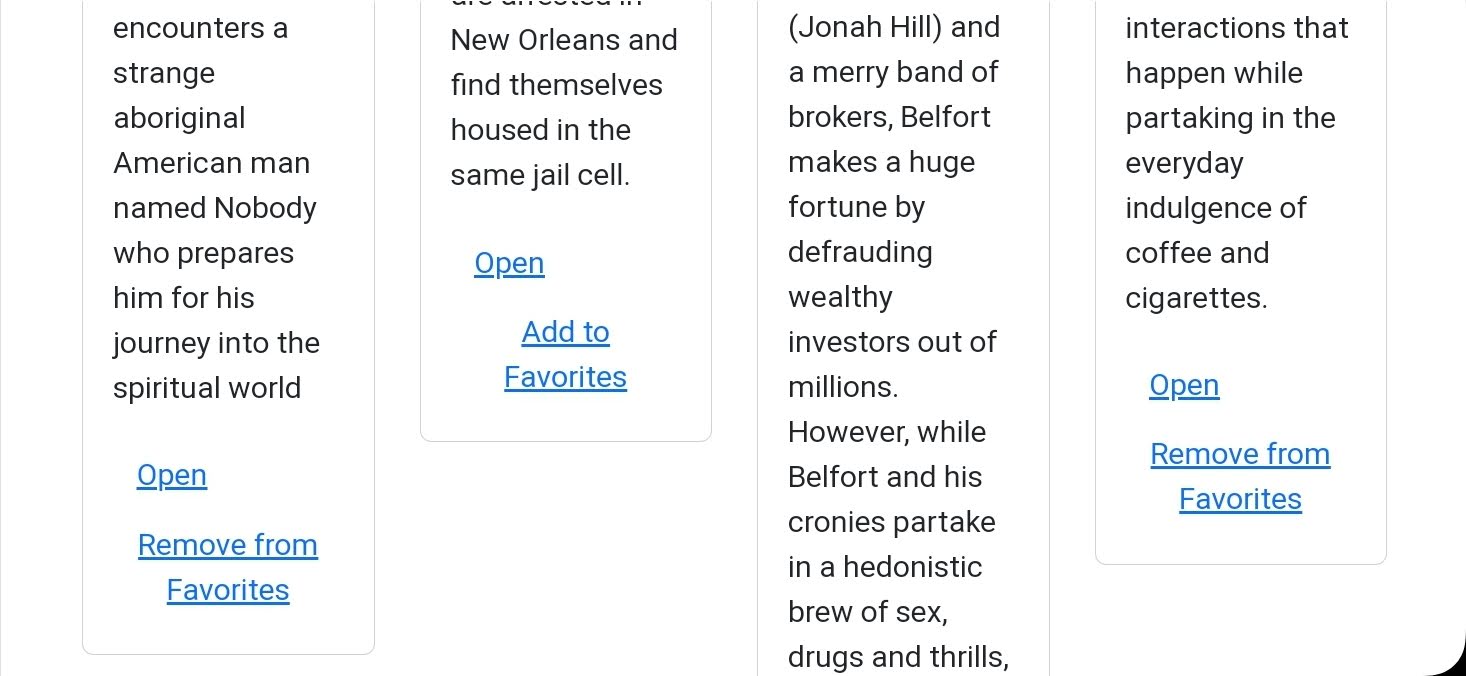 encounters a
strange
aboriginal
American man
named Nobody
who prepares
him for his
journey into the
spiritual world
Open
Remove from
Favorites
are arrested in
New Orleans and
find themselves
housed in the
same jail cell.
Open
Add to
Favorites
(Jonah Hill) and
a merry band of
brokers, Belfort
makes a huge
fortune by
defrauding
wealthy
investors out of
millions.
However, while
Belfort and his
cronies partake
in a hedonistic
brew of sex,
drugs and thrills,
interactions that
happen while
partaking in the
everyday
indulgence of
coffee and
cigarettes.
Open
Remove from
Favorites